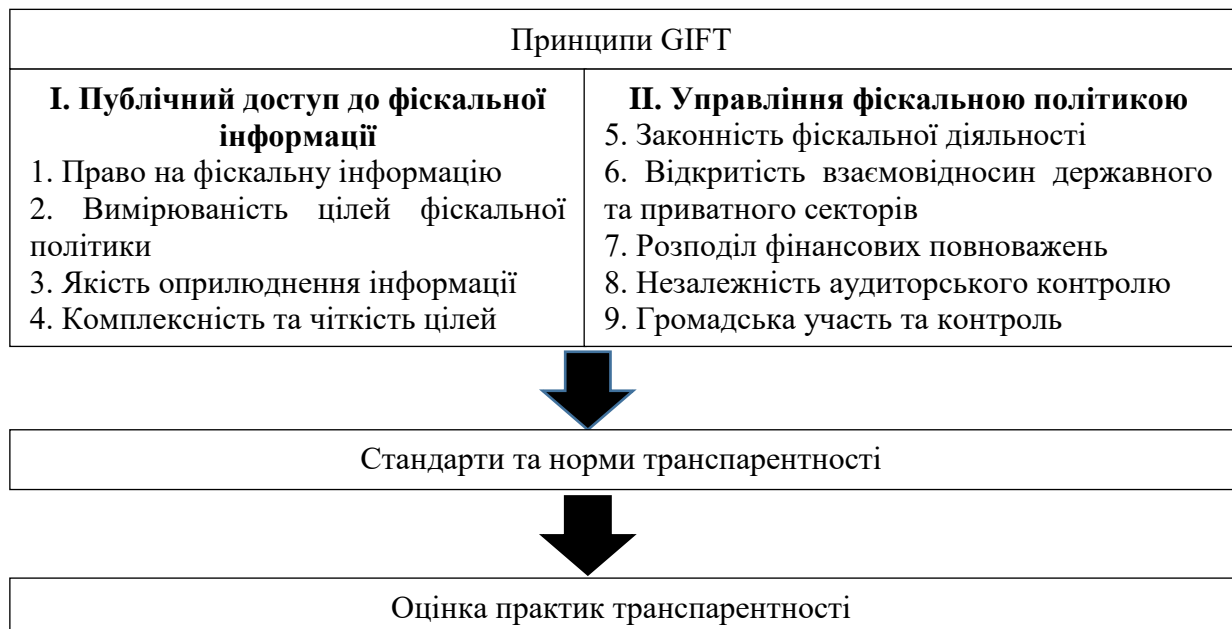 Принципи GIFT
І. Публічний доступ до фіскальної
інформації
1. Право на фіскальну інформацію
2. Вимірюваність цілей фіскальної
політики
3. Якість оприлюднення інформації
4. Комплексність та чіткість цілей
ІІ. Управління фіскальною політикою
5. Законність фіскальної діяльності
6. Відкритість взаємовідносин державного
та приватного секторів
7. Розподіл фінансових повноважень
8. Незалежність аудиторського контролю
9. Громадська участь та контроль
Стандарти та норми транспарентності
Оцінка практик транспарентності